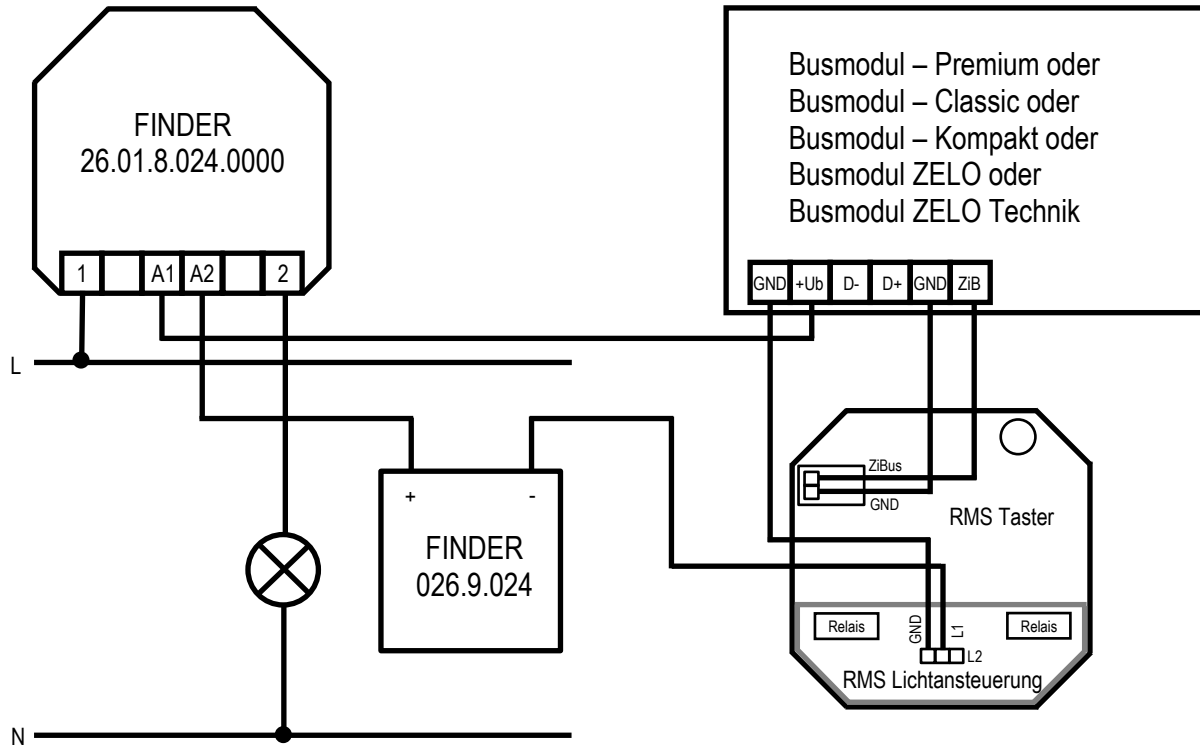 FINDER
26.01.8.024.0000
1
A1
A2
2
Busmodul – Premium oder
Busmodul – Classic oder
Busmodul – Kompakt oder
Busmodul ZELO oder
Busmodul ZELO Technik
GND
+Ub
D-
D+
GND
ZiB
L
+
-
FINDER
026.9.024
ZiBus
GND
RMS Taster
Relais
GND
L1
Relais
L2
RMS Lichtansteuerung
N